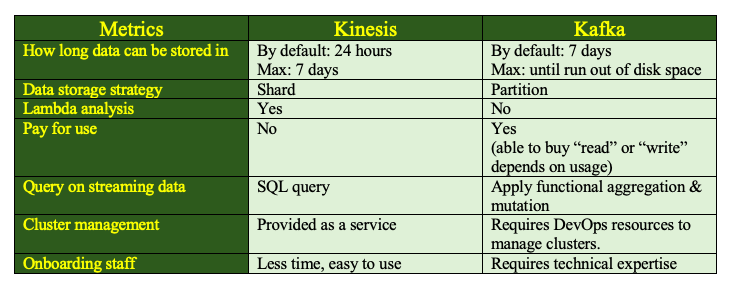 Metrics Kinesis Kafka
How long data can be stored in By default: 24 hours By default: 7 days
Max: 7 days Max: until run out of disk space
Data storage strategy Shard Partition
Lambda analysis Yes No
Pay for use No Yes
(able to buy “read” or “write”
depends on usage)
Query on streaming data SQL query Apply functional aggregation &
mutation
Cluster management Provided as a service Requires DevOps resources to
manage clusters.
Onboarding staff Less time, easy to use Requires technical expertise